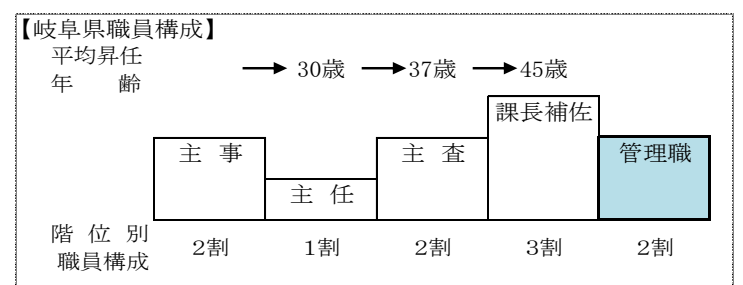 【岐阜県職員構成】
平均昇任
年 齢
30歳 37歳 45歳
課長補佐
主 事 主 査 管理職
主 任
階 位 別
職員構成
2割 1割 2割 3割 2割